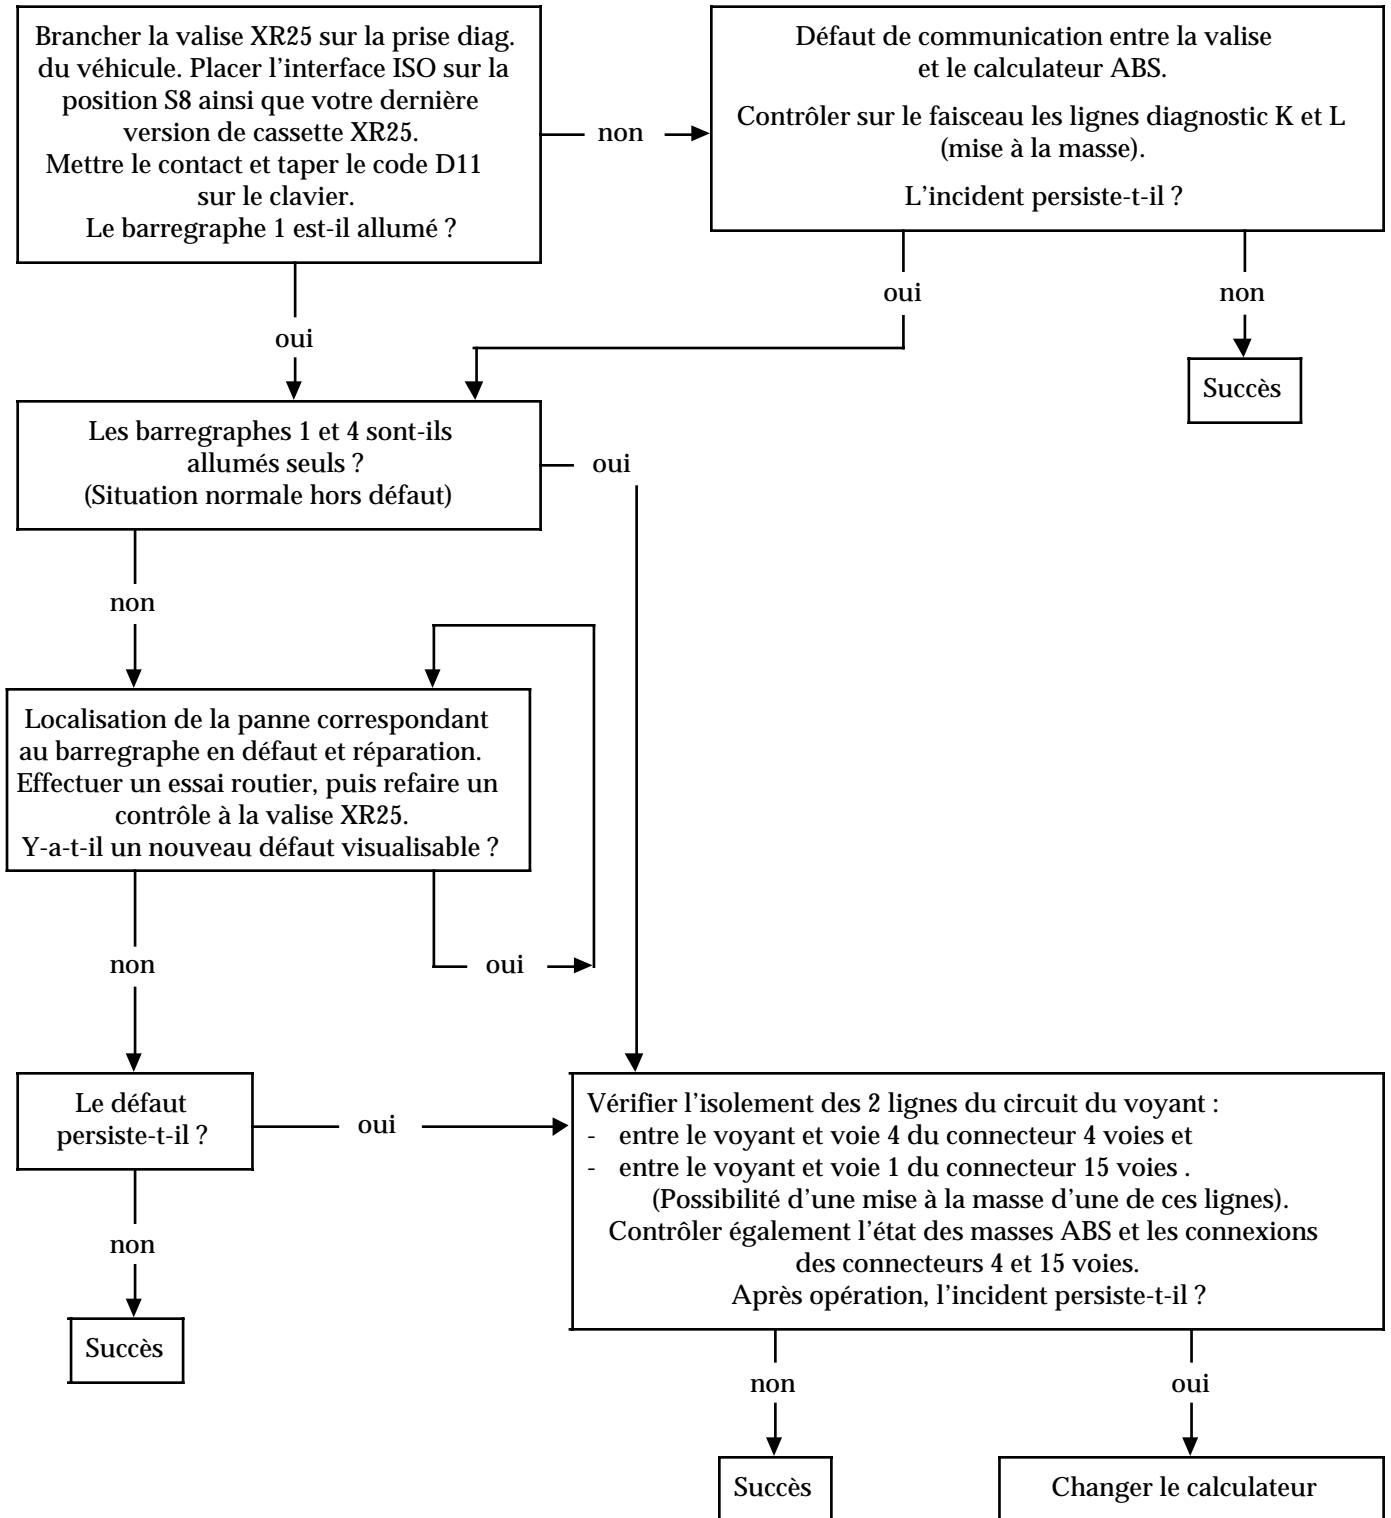 Brancher la valise XR25 sur la prise diag.
du véhicule. Placer l'interface ISO sur la
position S8 ainsi que votre dernière
version de cassette XR25.
Mettre le contact et taper le code D11
sur le clavier.
Le barregraphe 1 est-il allumé ?
non
Défaut de communication entre la valise
et le calculateur ABS.
Contrôler sur le faisceau les lignes diagnostic K et L
(mise à la masse).
L'incident persiste-t-il ?
oui
non
oui
Succès
Les barregraphes 1 et 4 sont-ils
allumés seuls ?
(Situation normale hors défaut)
oui
non
Localisation de la panne correspondant
au barregraphe en défaut et réparation.
Effectuer un essai routier, puis refaire un
contrôle à la valise XR25.
Y-a-t-il un nouveau défaut visualisable ?
non
oui
Le défaut
persiste-t-il ?
oui
Vérifier l'isolement des 2 lignes du circuit du voyant :
- entre le voyant et voie 4 du connecteur 4 voies et
- entre le voyant et voie 1 du connecteur 15 voies .
(Possibilité d'une mise à la masse d'une de ces lignes).
Contrôler également l'état des masses ABS et les connexions
des connecteurs 4 et 15 voies.
Après opération, l'incident persiste-t-il ?
non
Succès
non
oui
Succès
Changer le calculateur